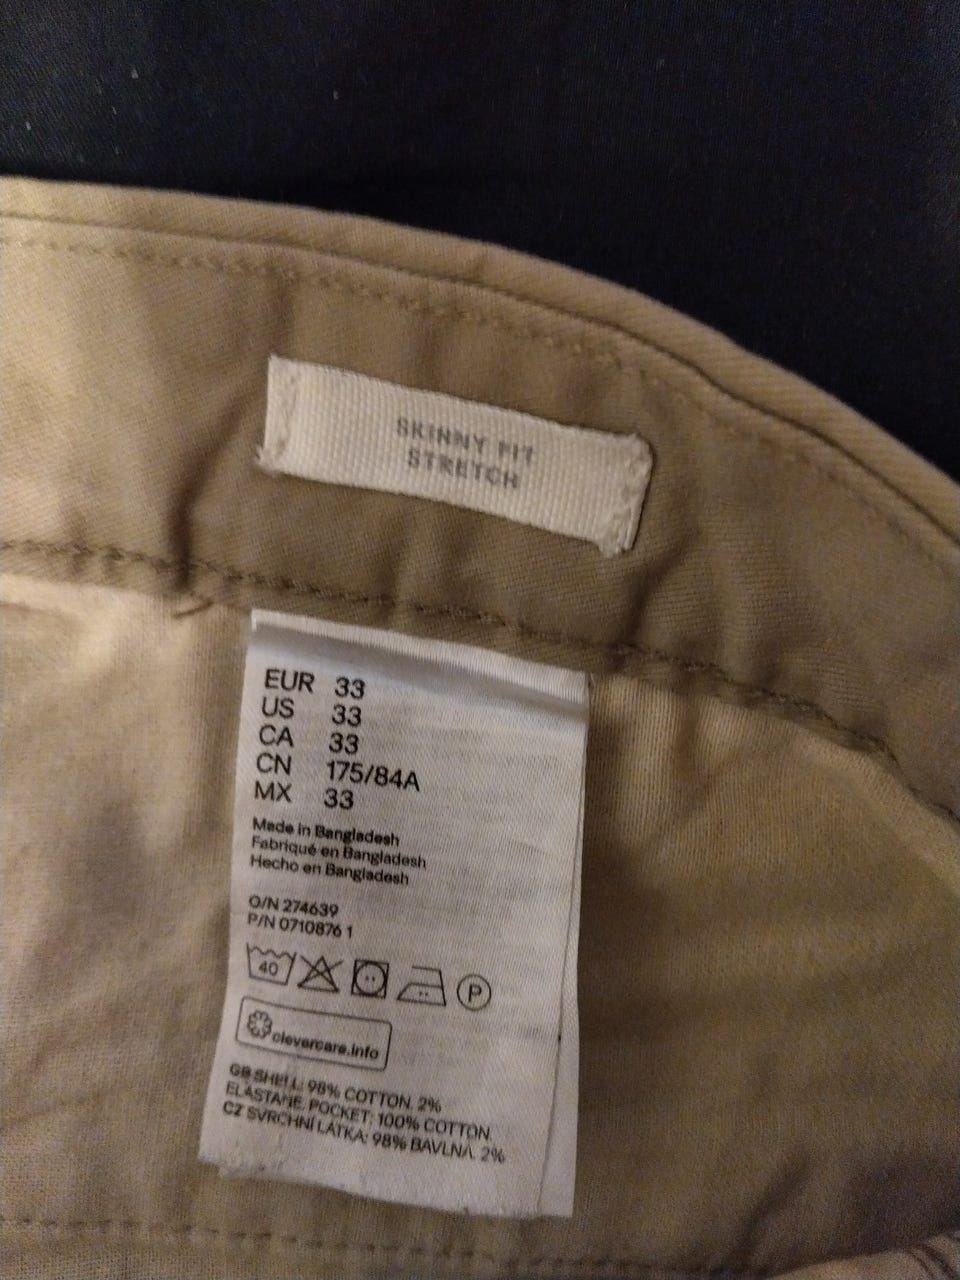 SKINNY FIT
STRETCH
EUR 33
US 33
CA 33
CN 175/84A
MX 33
Made in Bangladesh
Fabriqué en Bangladesh
Hecho en Bangladesh
O/N 274639
P/N 0710876 1
40
P
clevercare.info
GB SHELL: 98% COTTON. 2%
ELASTANE. POCKET: 100% COTTON.
CZ SVRCHNÍ LÁTKA: 98% BAVLNA. 2%